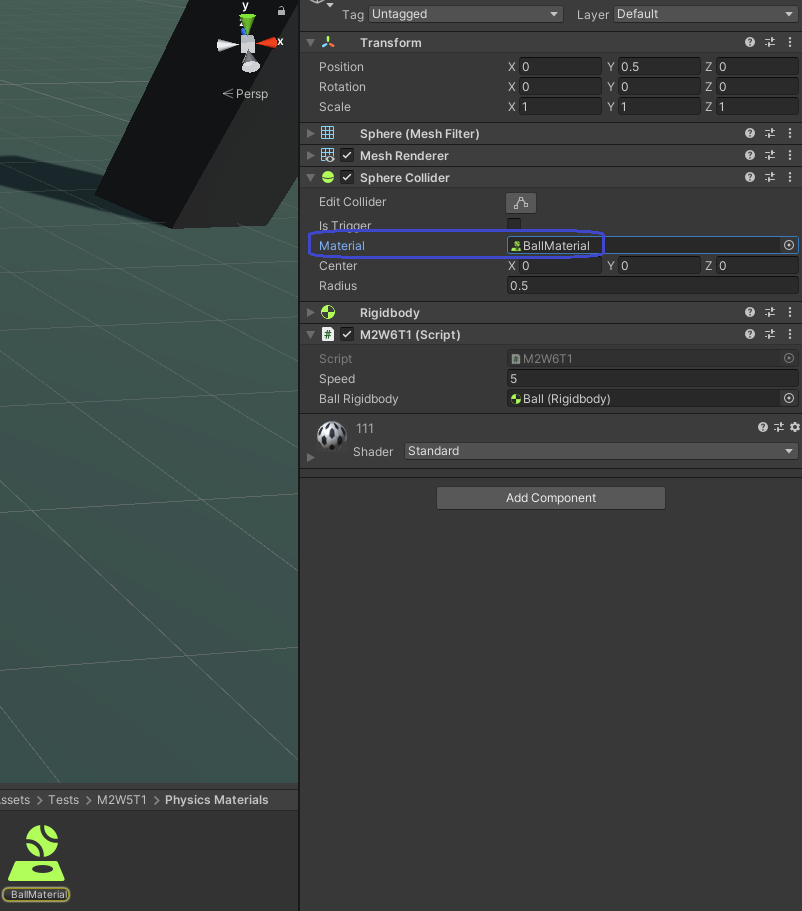 y
x
Persp
Tag Untagged Layer Default
Transform
Position X 0 Y 0.5 Z 0
Rotation X 0 Y 0 Z 0
Scale X 1 Y 1 Z 1
Sphere (Mesh Filter)
Mesh Renderer
Sphere Collider
Edit Collider
Is Trigger
Material BallMaterial
Center X 0 Y 0 Z 0
Radius 0.5
Rigidbody
# M2W6T1 (Script)
Script # M2W6T1
Speed 5
Ball Rigidbody Ball (Rigidbody)
111
Shader Standard
Add Component
ssets > Tests > M2W5T1 > Physics Materials
BallMaterial